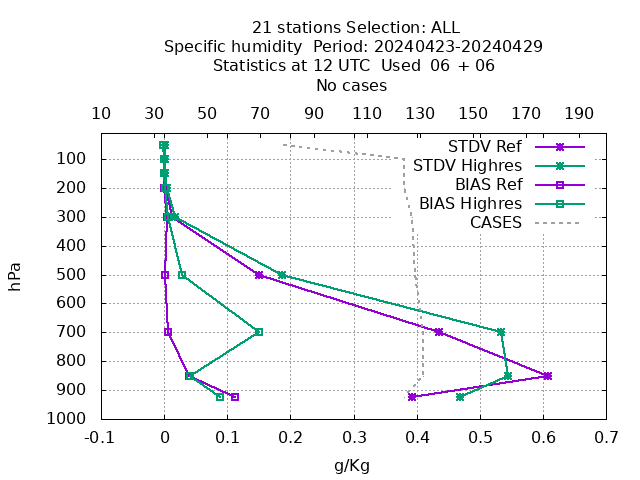 21 stations Selection: ALL
Specific humidity  Period: 20240423-20240429
Statistics at 12 UTC  Used  06 + 06
No cases
10 30 50 70 90 110 130 150 170 190
STDV Ref
STDV Highres
BIAS Ref
BIAS Highres
CASES
hPa
100
200
300
400
500
600
700
800
900
1000
-0.1 0 0.1 0.2 0.3 0.4 0.5 0.6 0.7
g/Kg